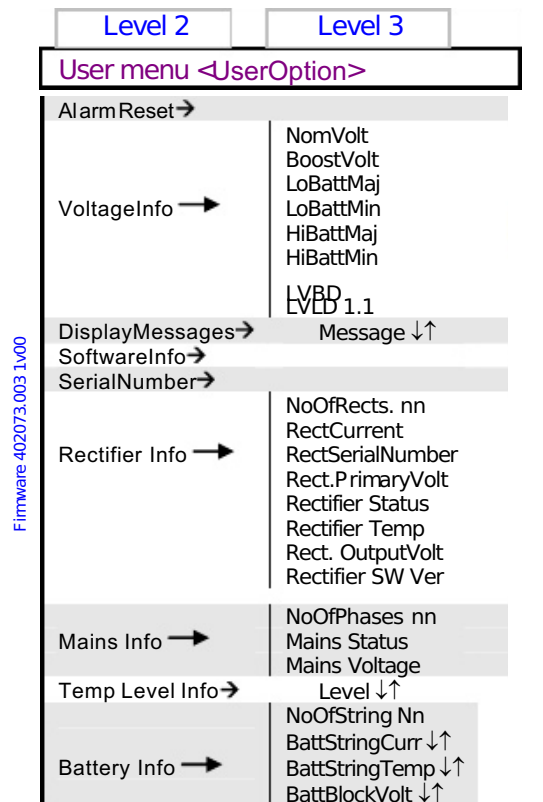 Level 2 Level 3
User menu <UserOption>
AlarmReset→
VoltageInfo →
NomVolt
BoostVolt
LoBattMaj
LoBattMin
HiBattMaj
HiBattMin
LVBD
LVLD 1.1
DisplayMessages→ Message ↓↑
SoftwareInfo→
SerialNumber→
Rectifier Info →
NoOfRects. nn
RectCurrent
RectSerialNumber
Rect.PrimaryVolt
Rectifier Status
Rectifier Temp
Rect. OutputVolt
Rectifier SW Ver
Mains Info →
NoOfPhases nn
Mains Status
Mains Voltage
Temp Level Info→ Level ↓↑
Battery Info →
NoOfString Nn
BattStringCurr ↓↑
BattStringTemp ↓↑
BattBlockVolt ↓↑
Firmware 402073.003 1v00